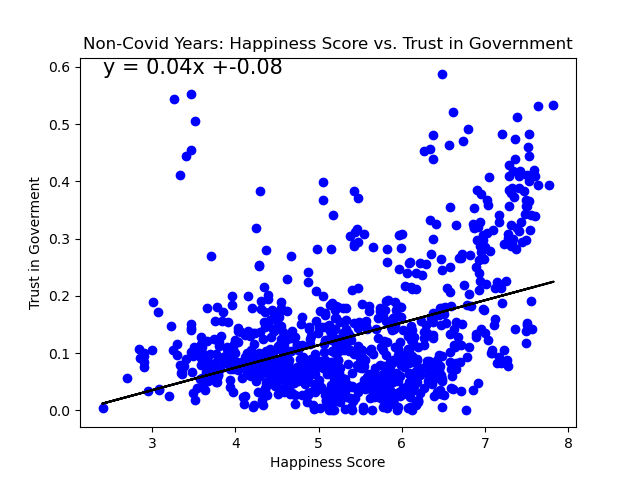 Non-Covid Years: Happiness Score vs. Trust in Government
y = 0.04x +-0.08
0.6
0.5
0.4
0.3
0.2
0.1
0.0
Trust in Goverment
3 4 5 6 7 8
Happiness Score